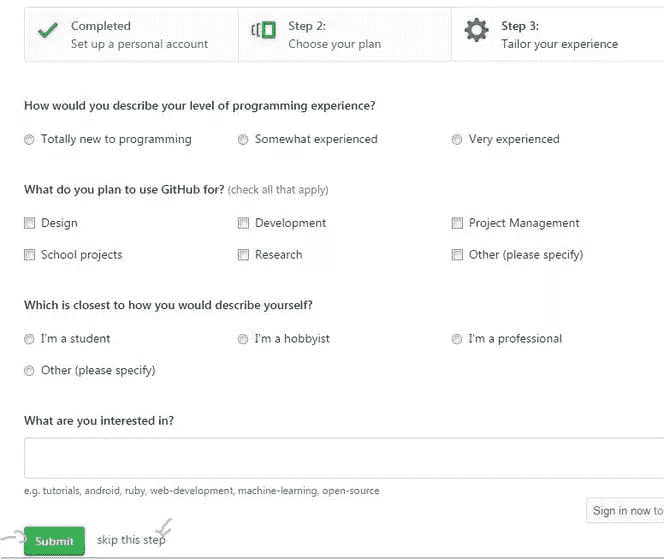 Completed Step 2: Step 3:
Set up a personal account Choose your plan Tailor your experience
How would you describe your level of programming experience?
Totally new to programming Somewhat experienced Very experienced
What do you plan to use GitHub for? (check all that apply)
Design Development Project Management
School projects Research Other (please specify)
Which is closest to how you would describe yourself?
I'm a student I'm a hobbyist I'm a professional
Other (please specify)
What are you interested in?
e.g. tutorials, android, ruby, web-development, machine-learning, open-source
Sign in now to
Submit skip this step